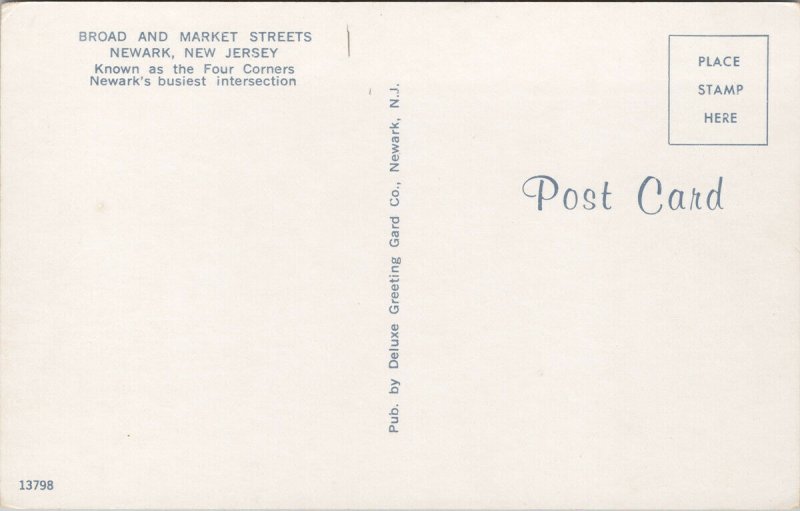 BROAD AND MARKET STREETS
NEWARK, NEW JERSEY
Known as the Four Corners
Newark's busiest intersection
Pub. by Deluxe Greeting Gard Co., Newark, N.J.
PLACE
STAMP
HERE
Post Card
13798